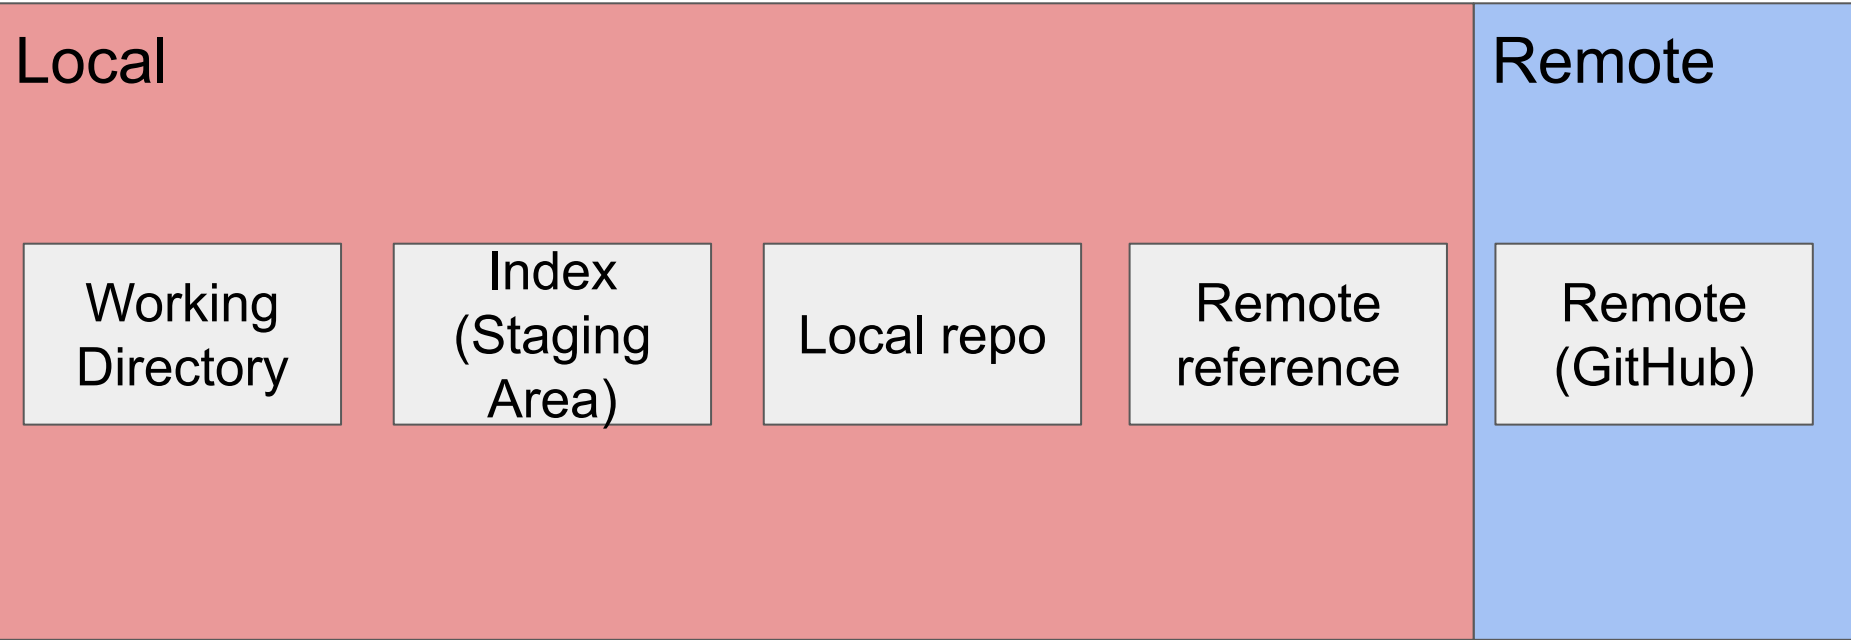 Local
Remote
Working
Directory
Index
(Staging
Area)
Local repo
Remote
reference
Remote
(GitHub)